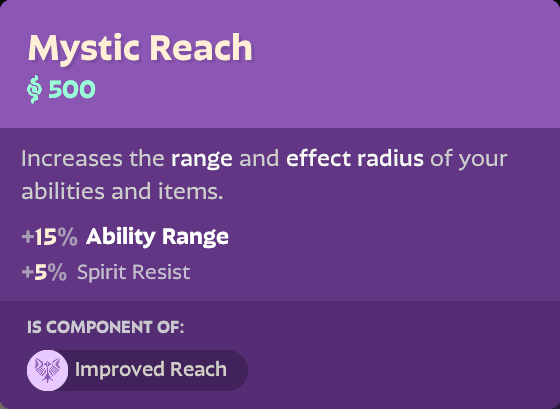 Mystic Reach
500
Increases the range and effect radius of your
abilities and items.
+15% Ability Range
+5% Spirit Resist
IS COMPONENT OF:
Improved Reach